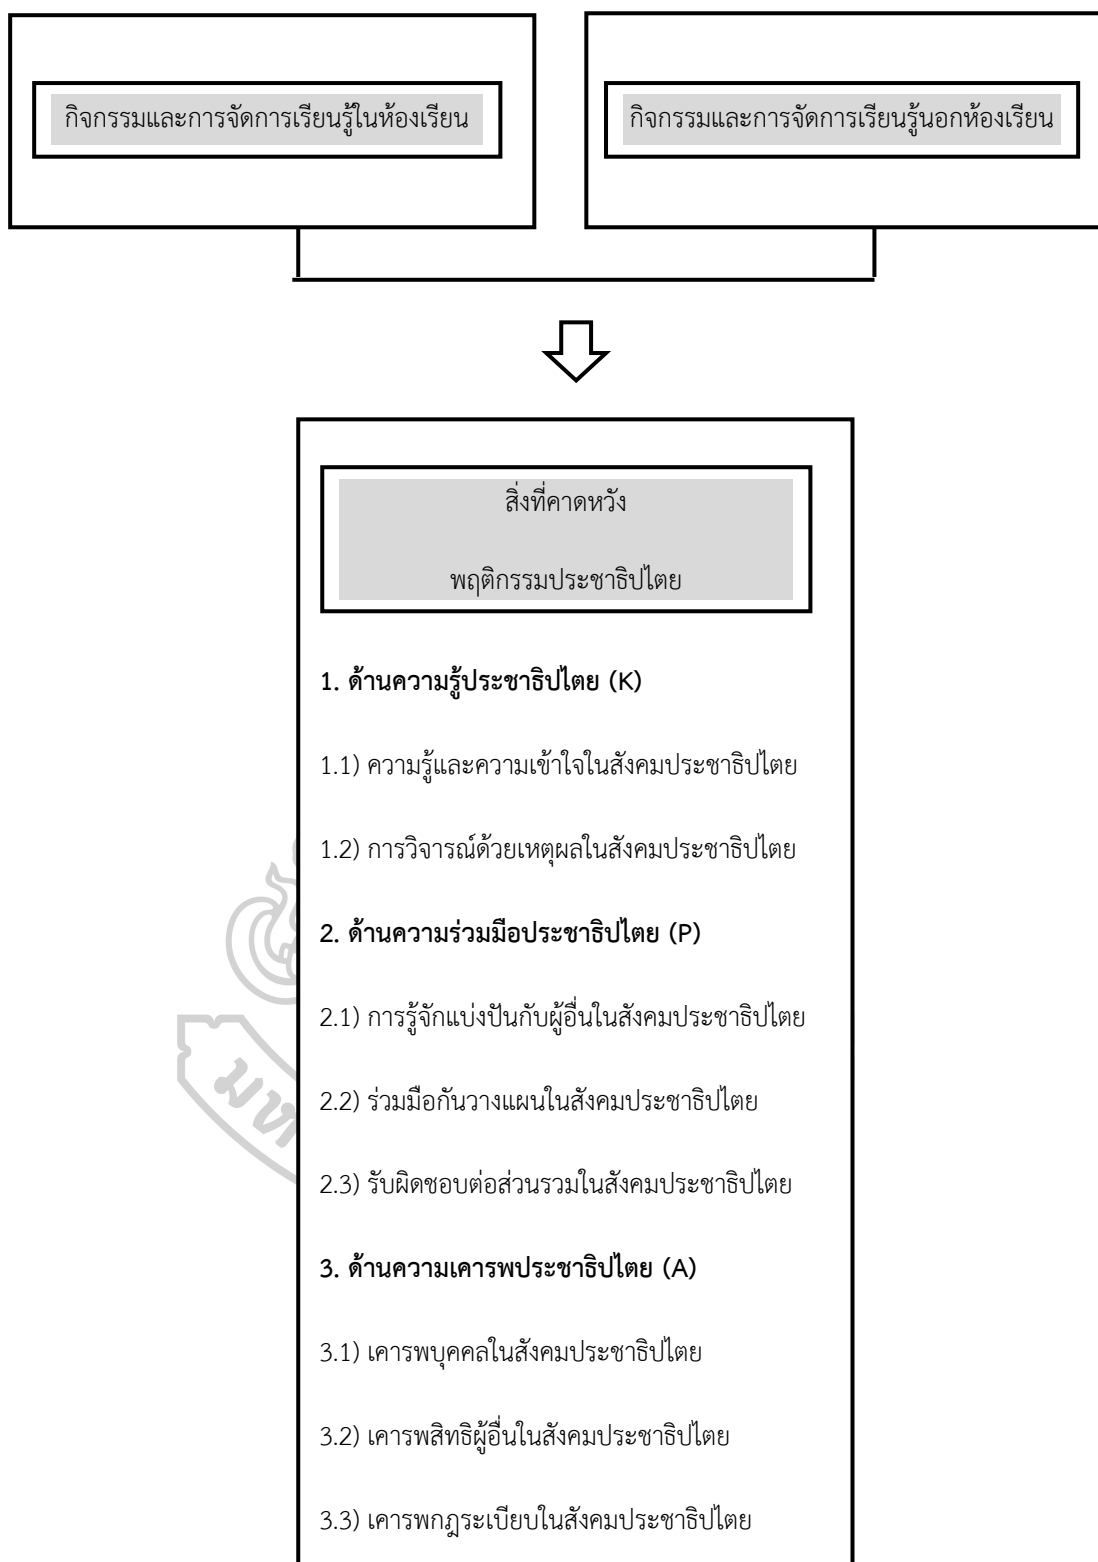 กิจกรรมและการจัดการเรียนรู้ในห้องเรียน
กิจกรรมและการจัดการเรียนรู้นอกห้องเรียน
สิ่งที่คาดหวัง
พฤติกรรมประชาธิปไตย
1. ด้านความรู้ประชาธิปไตย (K)
1.1) ความรู้และความเข้าใจในสังคมประชาธิปไตย
1.2) การวิจารณ์ด้วยเหตุผลในสังคมประชาธิปไตย
2. ด้านความร่วมมือประชาธิปไตย (P)
2.1) การรู้จักแบ่งปันกับผู้อื่นในสังคมประชาธิปไตย
2.2) ร่วมมือกันวางแผนในสังคมประชาธิปไตย
2.3) รับผิดชอบต่อส่วนรวมในสังคมประชาธิปไตย
3. ด้านความเคารพประชาธิปไตย (A)
3.1) เคารพบุคคลในสังคมประชาธิปไตย
3.2) เคารพสิทธิผู้อื่นในสังคมประชาธิปไตย
3.3) เคารพกฎระเบียบในสังคมประชาธิปไตย